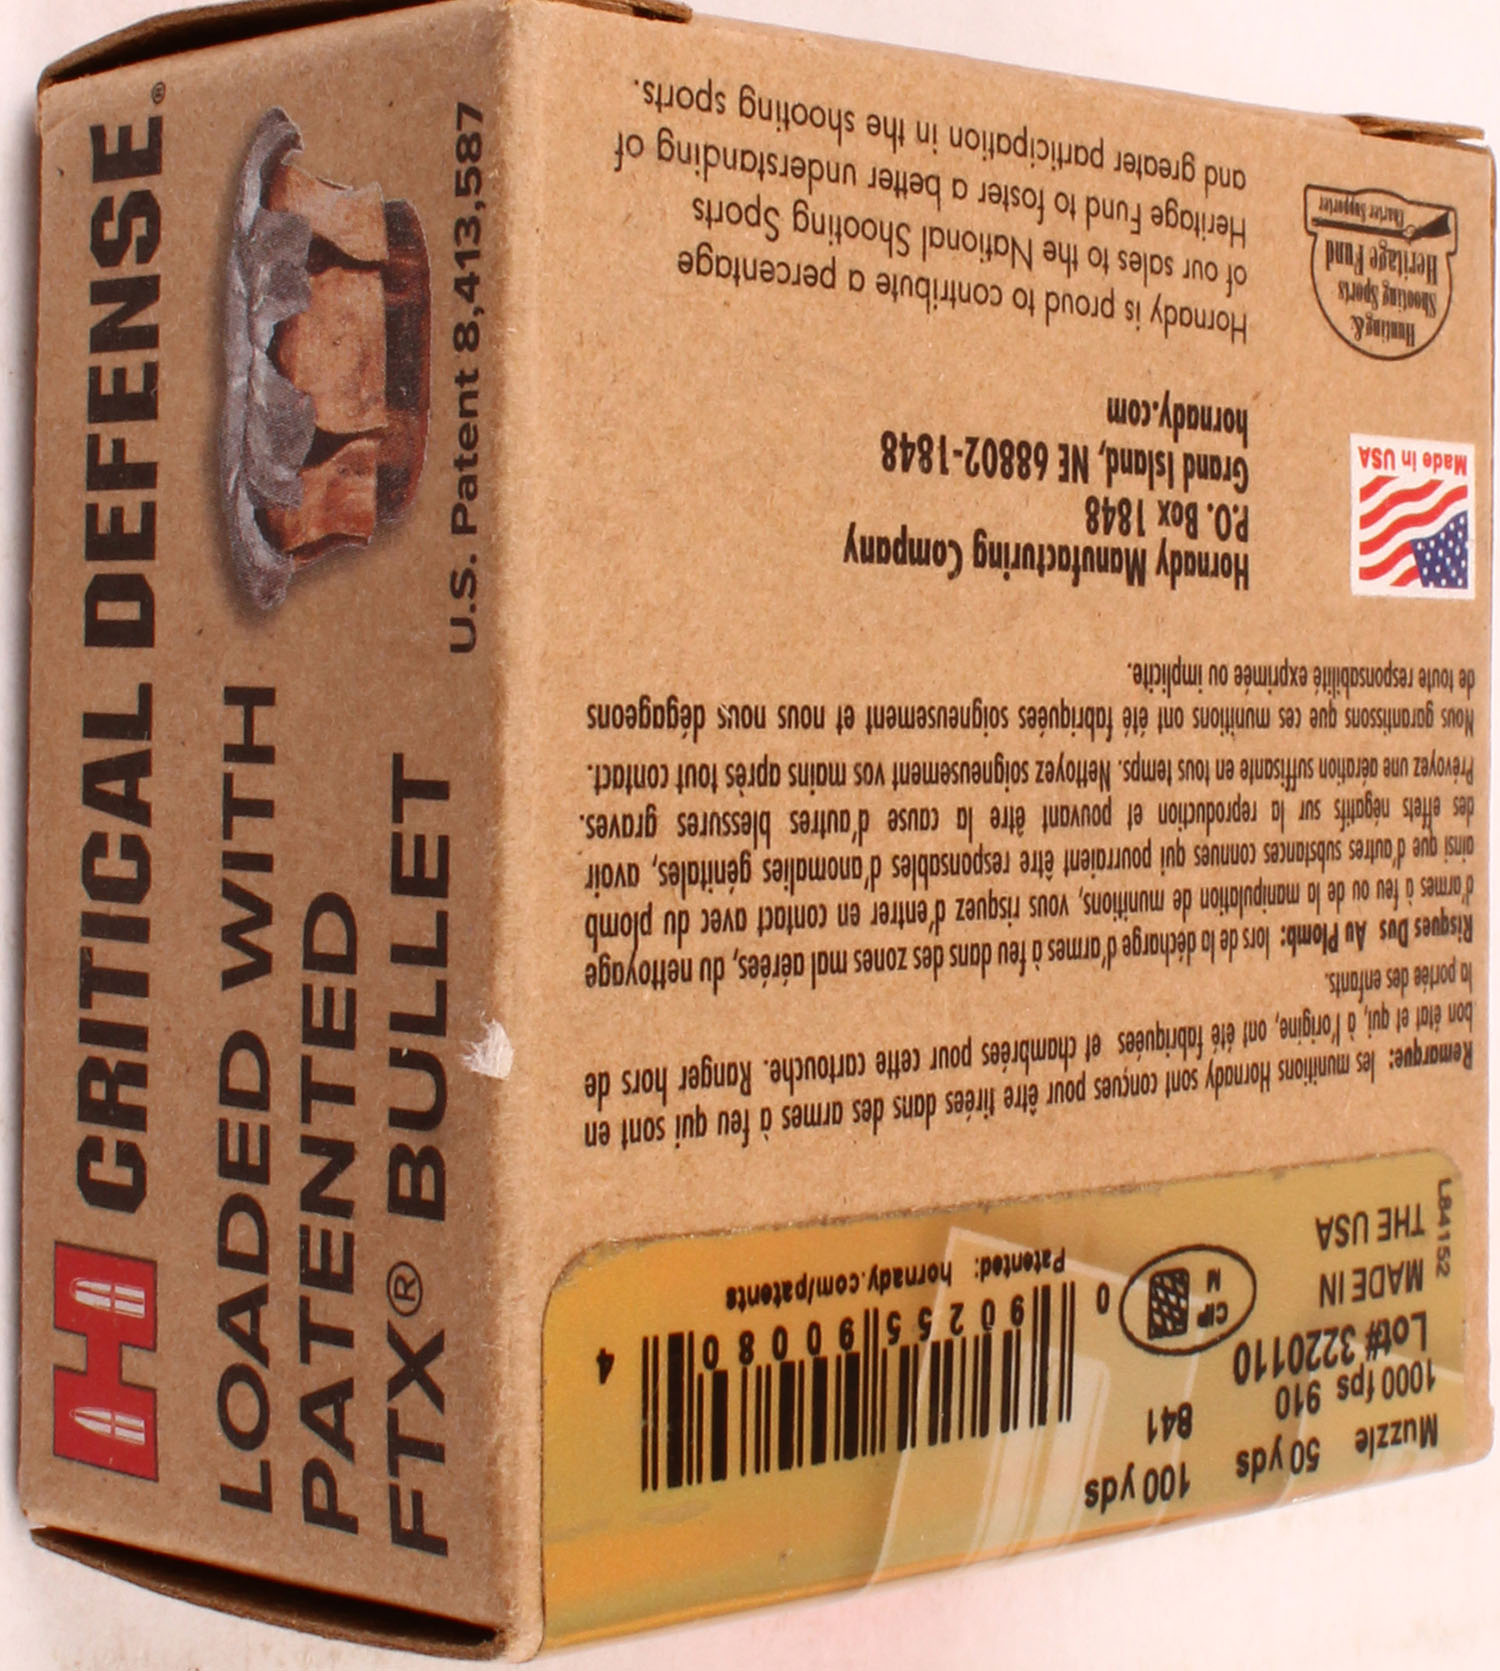 CRITICAL DEFENSE®
LOADED WITH
PATENTED
FTX® BULLET
U.S. Patent 8,413,587
Muzzle 50 yds 100 yds
1000 fps 910 841
Lot# 3220110
MADE IN
THE USA
L84152
CIP
M
0 90255 90080 4
Patented: hornady.com/patents
Remarque: les munitions Hornady sont conçues pour être tirées dans des armes à feu qui sont en
bon état et qui, à l'origine, ont été fabriquées et chambrées pour cette cartouche. Ranger hors de
la portée des enfants.
Risques Dus Au Plomb: lors de la décharge d'armes à feu dans des zones mal aérées, du nettoyage
d'armes à feu ou de la manipulation de munitions, vous risquez d'entrer en contact avec du plomb
ainsi que d'autres substances connues qui pourraient être responsables d'anomalies génitales, avoir
des effets négatifs sur la reproduction et pouvant être la cause d'autres blessures graves.
Prévoyez une aération suffisante en tous temps. Nettoyez soigneusement vos mains après tout contact.
Nous garantissons que ces munitions ont été fabriquées soigneusement et nous nous dégageons
de toute responsabilité exprimée ou implicite.
Hornady Manufacturing Company
P.O. Box 1848
Grand Island, NE 68802-1848
hornady.com
Made in USA
Hornady is proud to contribute a percentage
of our sales to the National Shooting Sports
Heritage Fund to foster a better understanding of
and greater participation in the shooting sports.
Hunting &
Shooting Sports
Heritage Fund
Charter Supporter